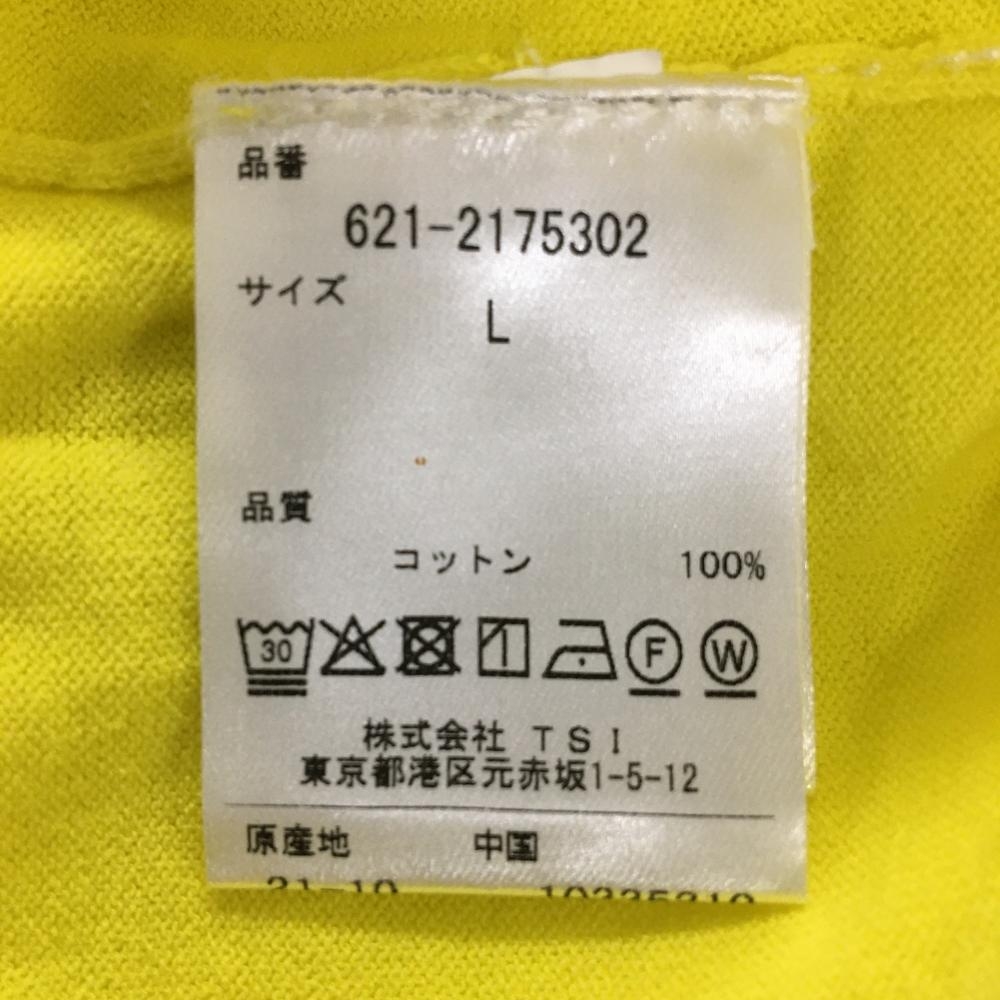 品番
621-2175302
サイズ
L
品質
コットン 100%
30 F W
株式会社 TSI
東京都港区元赤坂1-5-12
原産地 中国